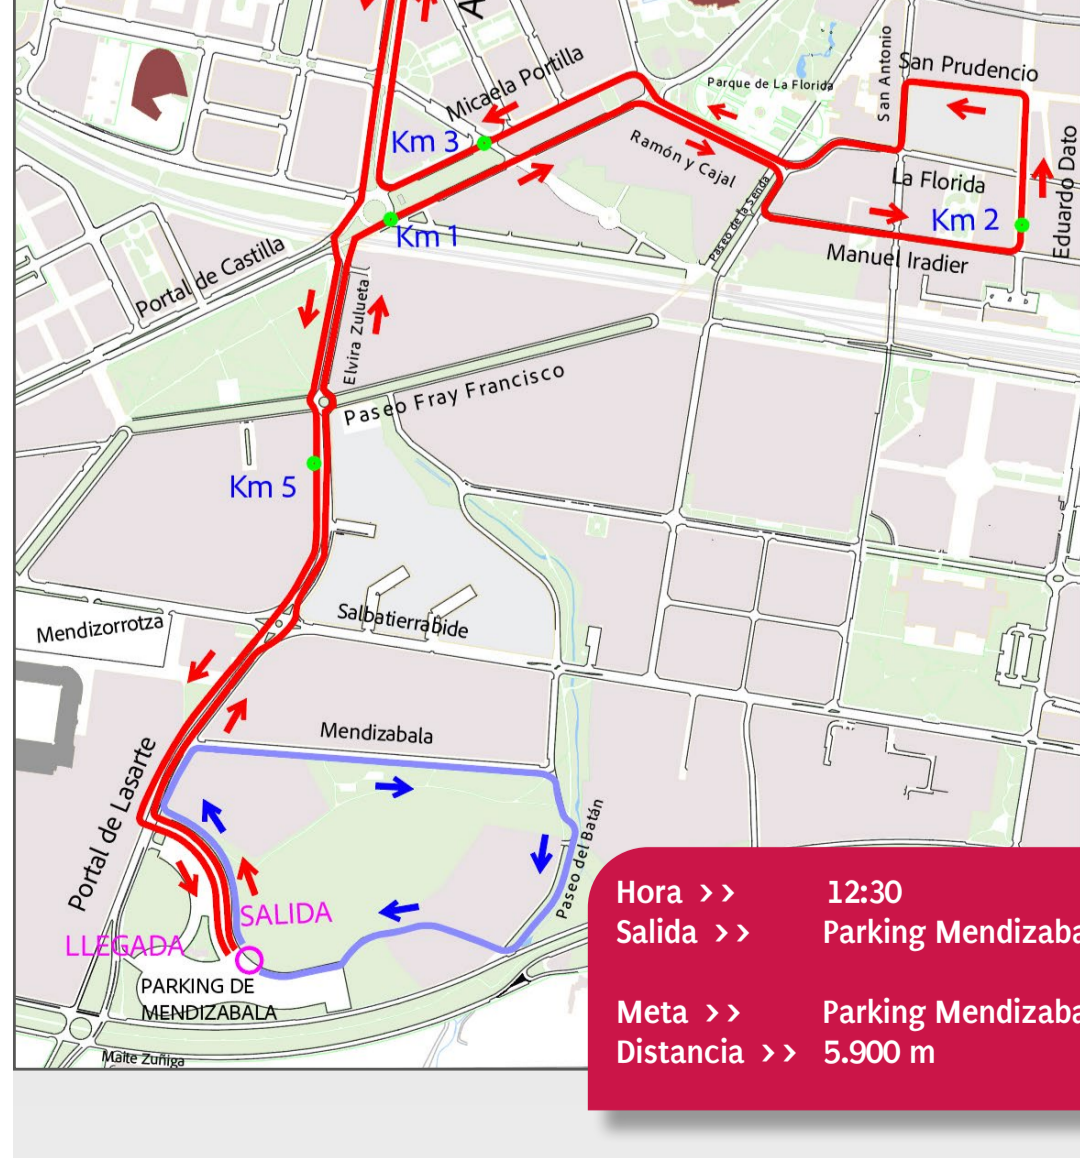 A
Micaela Portilla
Parque de La Florida
San Antonio
San Prudencio
Km 3
Ramón y Cajal
Eduardo Dato
La Florida
Km 2
Km 1
Paseo de la Senda
Manuel Iradier
Portal de Castilla
Elvira Zulueta
Paseo Fray Francisco
Km 5
Salbatierrabide
Mendizorrotza
Mendizabala
Portal de Lasarte
Paseo del Batán
SALIDA
LLEGADA
PARKING DE
MENDIZABALA
Maite Zuñiga
Hora >> 12:30
Salida >> Parking Mendizaba
Meta >> Parking Mendizaba
Distancia >> 5.900 m